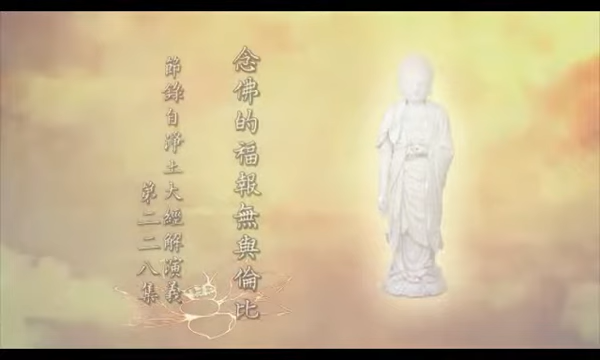 念佛的福報無與倫比
節錄自淨土大經解演義
第二二八集